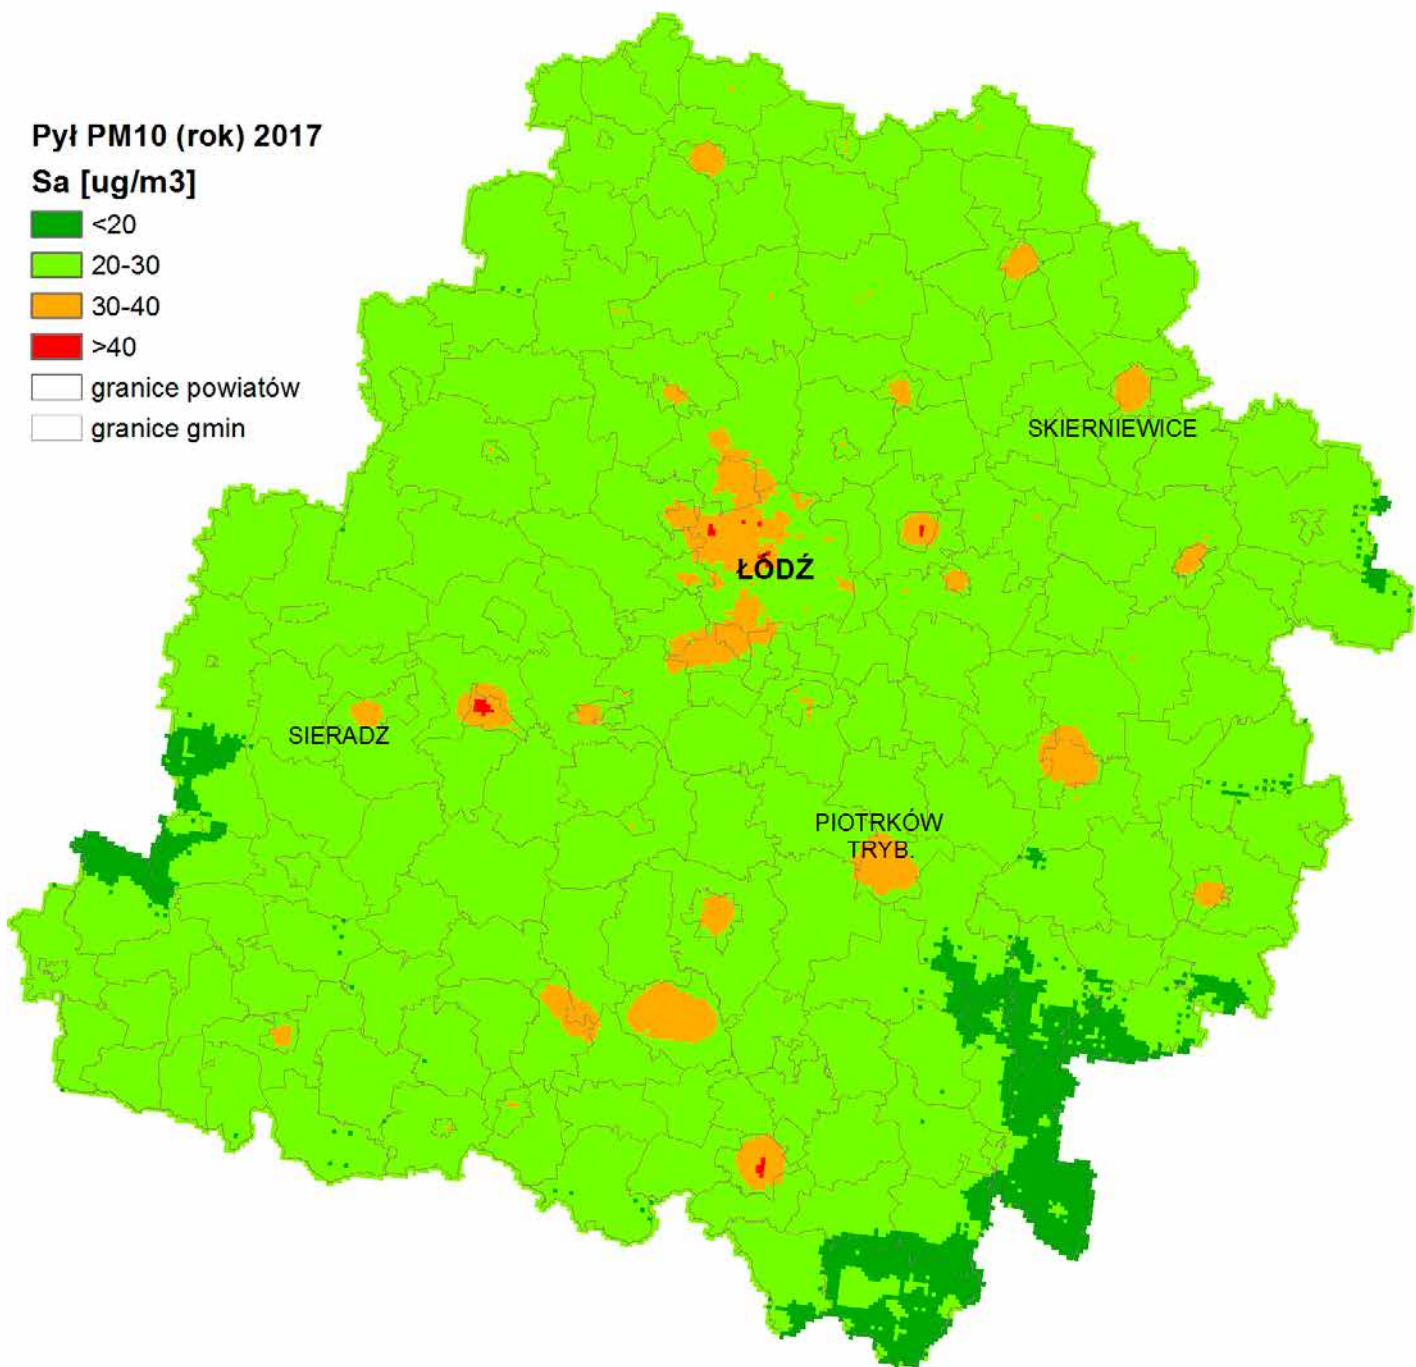 Pył PM10 (rok) 2017
Sa [ug/m3]
<20
20-30
30-40
>40
granice powiatów
granice gmin
SKIERNIEWICE
ŁÓDŹ
SIERADZ
PIOTRKÓW
TRYB.